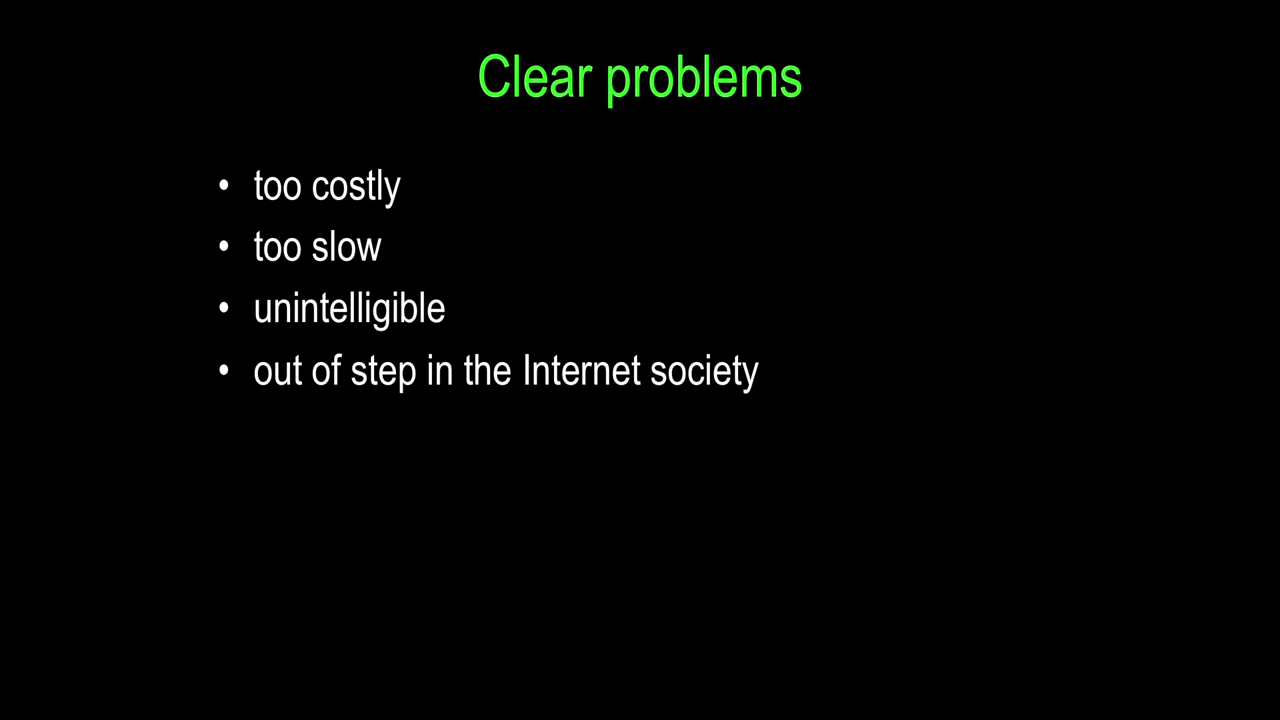 Clear problems
• too costly
• too slow
• unintelligible
• out of step in the Internet society